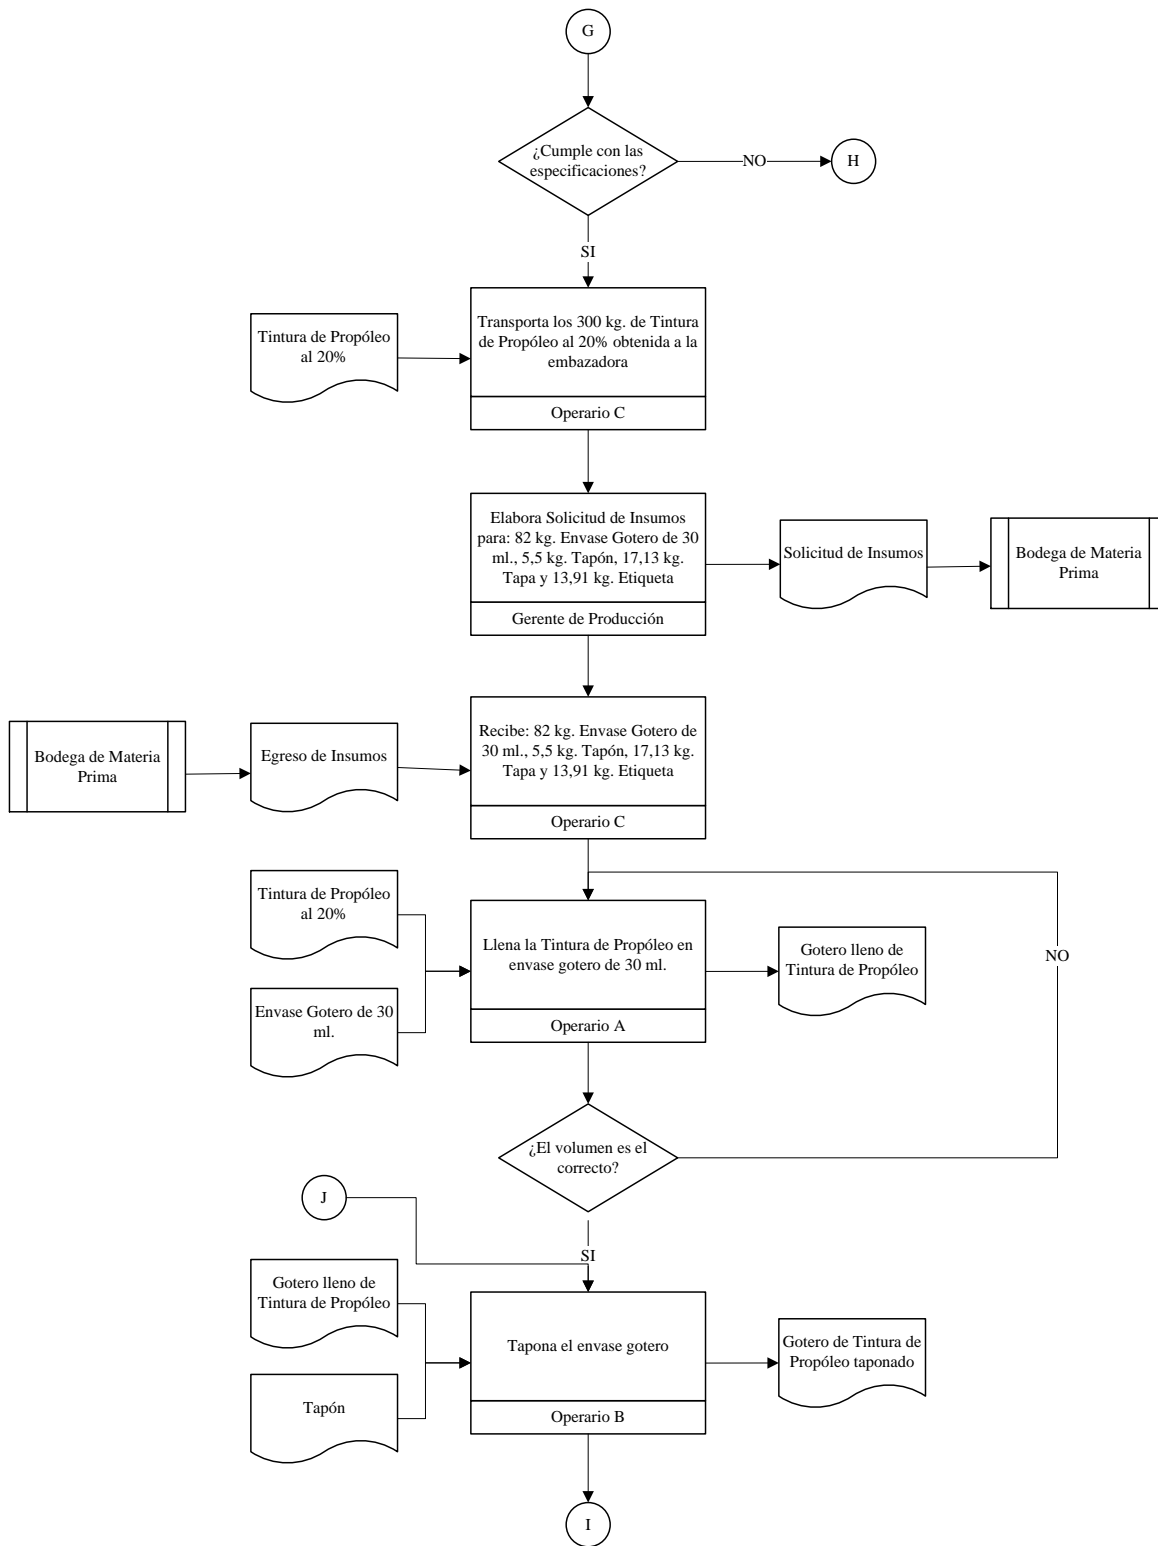 G
¿Cumple con las
especificaciones?
NO
H
SI
Tintura de Propóleo
al 20%
Transporta los 300 kg. de Tintura
de Propóleo al 20% obtenida a la
embazadora
Operario C
Elabora Solicitud de Insumos
para: 82 kg. Envase Gotero de 30
ml., 5,5 kg. Tapón, 17,13 kg.
Tapa y 13,91 kg. Etiqueta
Gerente de Producción
Solicitud de Insumos
Bodega de Materia
Prima
Bodega de Materia
Prima
Egreso de Insumos
Recibe: 82 kg. Envase Gotero de
30 ml., 5,5 kg. Tapón, 17,13 kg.
Tapa y 13,91 kg. Etiqueta
Operario C
Tintura de Propóleo
al 20%
Envase Gotero de 30
ml.
Llena la Tintura de Propóleo en
envase gotero de 30 ml.
Operario A
Gotero lleno de
Tintura de Propóleo
NO
¿El volumen es el
correcto?
J
SI
Gotero lleno de
Tintura de Propóleo
Tapón
Tapona el envase gotero
Operario B
Gotero de Tintura de
Propóleo taponado
I